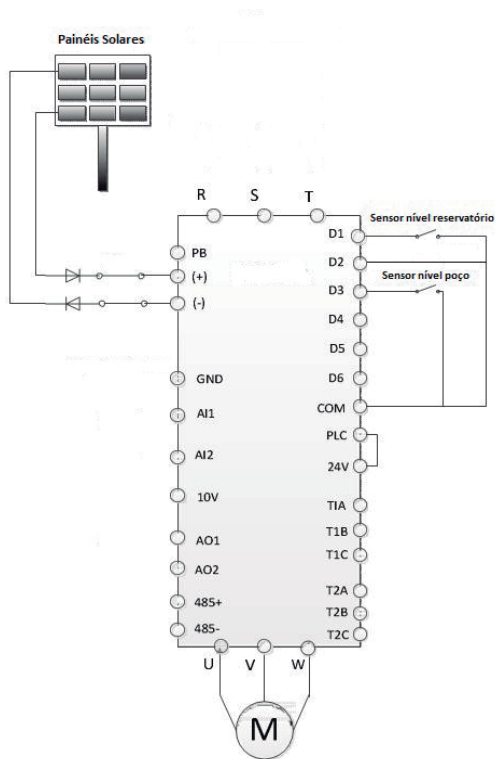 Painéis Solares
R S T
D1 Sensor nível reservatório
PB D2
(+) Sensor nível poço
(-) D3
D4
D5
GND D6
AI1 COM
PLC
AI2 24V
10V TIA
T1B
AO1 T1C
AO2 T2A
485+ T2B
485- T2C
U V W
M